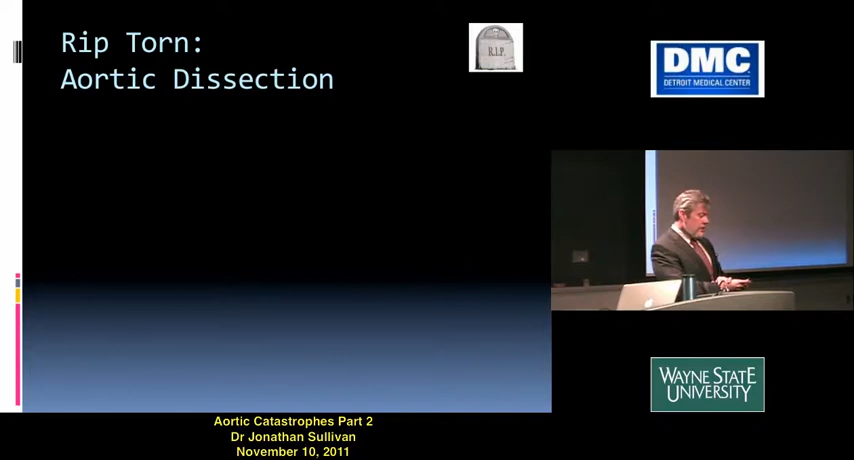 Rip Torn:
Aortic Dissection
R.I.P.
DMC
DETROIT MEDICAL CENTER
WAYNE STATE
UNIVERSITY
Aortic Catastrophes Part 2
Dr Jonathan Sullivan
November 10, 2011